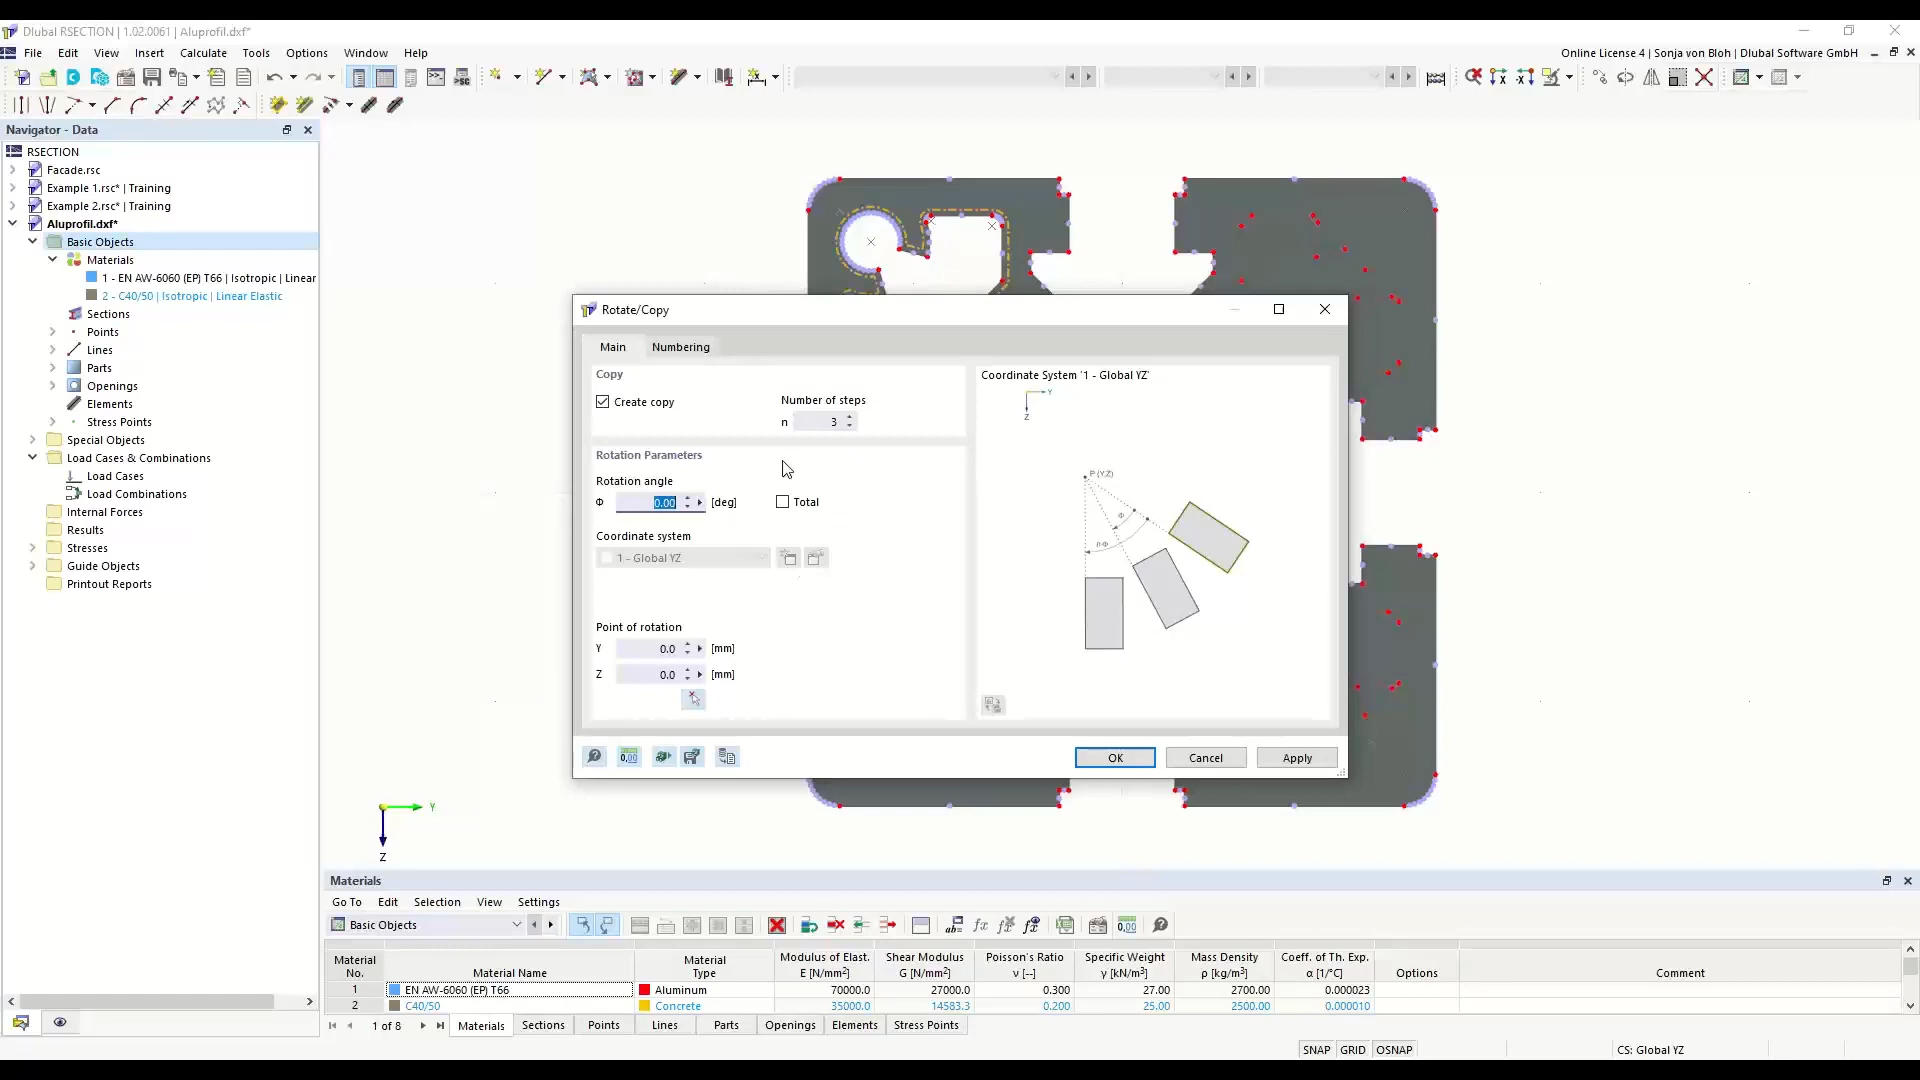 Dlubal RSECTION | 1.02.0061 | Aluprofil.dxf*
File Edit View Insert Calculate Tools Options Window Help
Online License 4 | Sonja von Bloh | Dlubal Software GmbH
Navigator - Data
RSECTION
Facade.rsc
Example 1.rsc* | Training
Example 2.rsc* | Training
Aluprofil.dxf*
Basic Objects
Materials
1 - EN AW-6060 (EP) T66 | Isotropic | Linear
2 - C40/50 | Isotropic | Linear Elastic
Sections
Points
Lines
Parts
Openings
Elements
Stress Points
Special Objects
Load Cases & Combinations
Load Cases
Load Combinations
Internal Forces
Results
Stresses
Guide Objects
Printout Reports
Rotate/Copy
Main Numbering
Copy
Create copy
Number of steps
n 3
Rotation Parameters
Rotation angle
Φ 0.00 [deg] Total
Coordinate system
1 - Global YZ
Point of rotation
Y 0.0 [mm]
Z 0.0 [mm]
Coordinate System '1 - Global YZ'
Y
Z
P (Y,Z)
Φ
n·Φ
0,00
OK Cancel Apply
Y
Z
Materials
Go To Edit Selection View Settings
Basic Objects
Material No. Material Name Material Type Modulus of Elast. E [N/mm²] Shear Modulus G [N/mm²] Poisson's Ratio ν [--] Specific Weight γ [kN/m³] Mass Density ρ [kg/m³] Coeff. of Th. Exp. α [1/°C] Options Comment
1 EN AW-6060 (EP) T66 Aluminum 70000.0 27000.0 0.300 27.00 2700.00 0.000023
2 C40/50 Concrete 35000.0 14583.3 0.200 25.00 2500.00 0.000010
1 of 8 Materials Sections Points Lines Parts Openings Elements Stress Points
SNAP GRID OSNAP CS: Global YZ